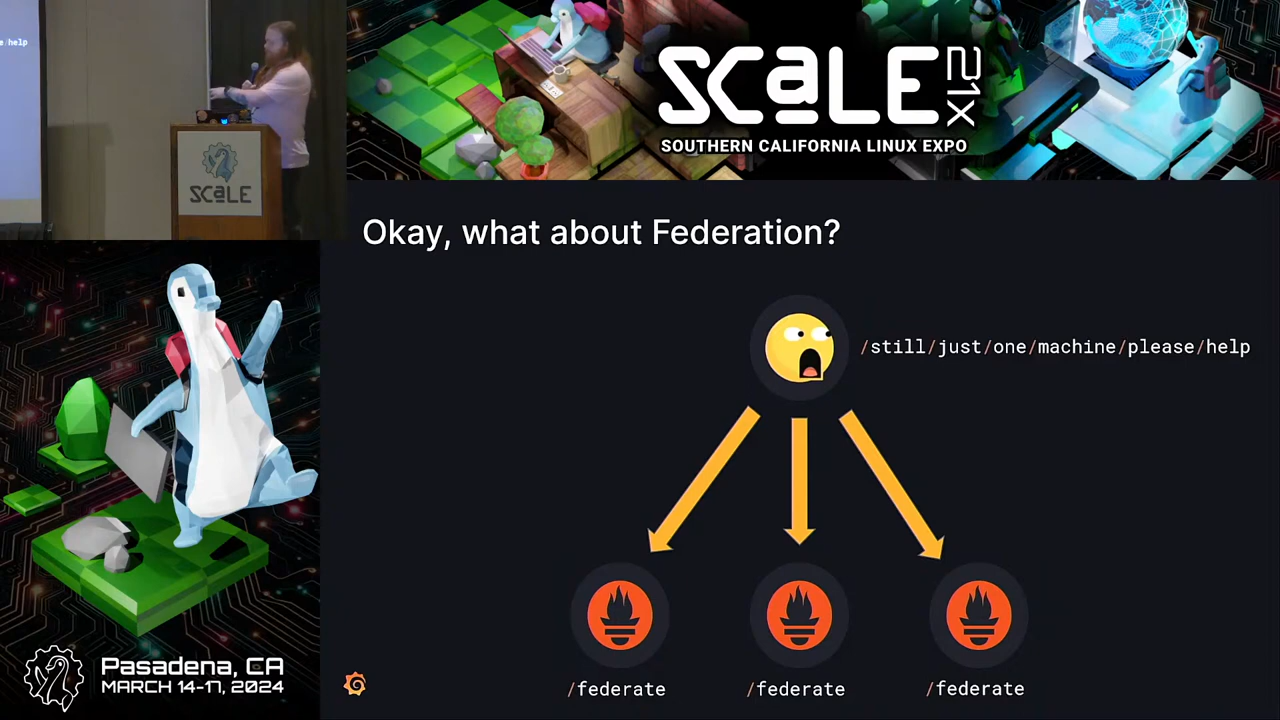 /help
SCaLE
SCaLE 21X
SOUTHERN CALIFORNIA LINUX EXPO
Okay, what about Federation?
/still/just/one/machine/please/help
/federate
/federate
/federate
Pasadena, CA
MARCH 14-17, 2024